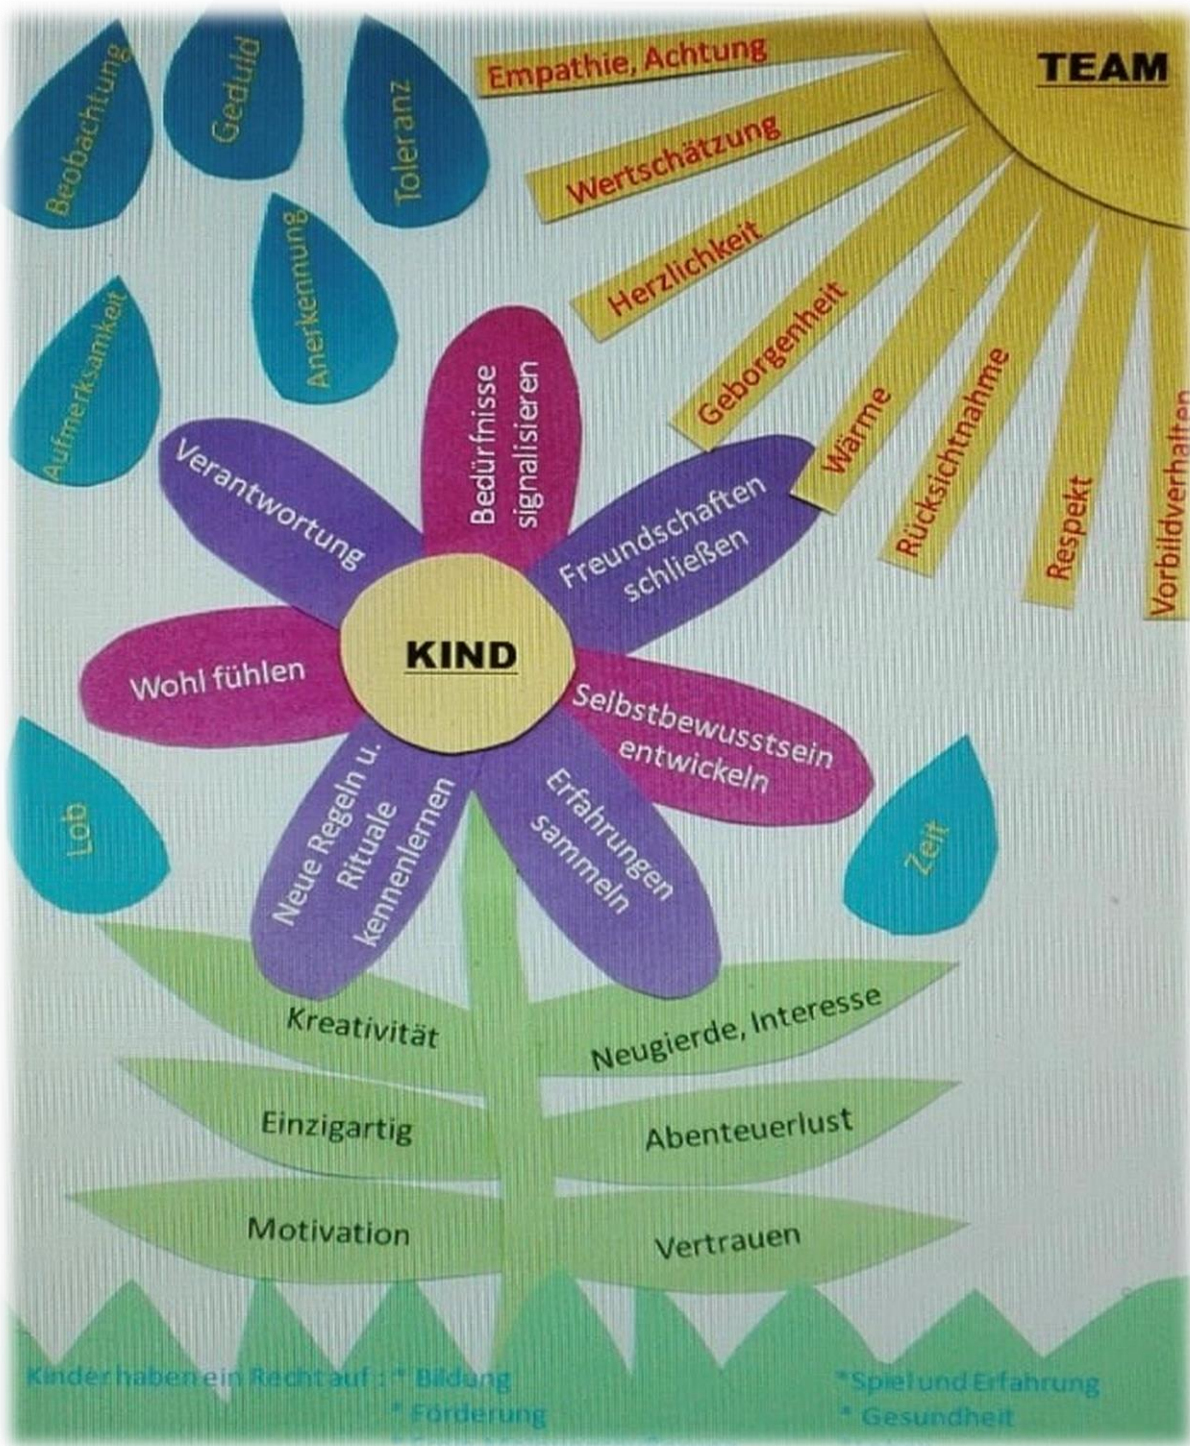 Beobachtung
Geduld
Toleranz
Anerkennung
Aufmerksamkeit
TEAM
Empathie, Achtung
Wertschätzung
Herzlichkeit
Geborgenheit
Wärme
Rücksichtnahme
Respekt
Vorbildverhalten
Bedürfnisse
signalisieren
Verantwortung
Freundschaften
schließen
KIND
Wohl fühlen
Selbstbewusstsein
entwickeln
Neue Regeln u.
Rituale
kennenlernen
Erfahrungen
sammeln
Lob
Zeit
Kreativität
Neugierde, Interesse
Einzigartig
Abenteuerlust
Motivation
Vertrauen
Kinder haben ein Recht auf : * Bildung
*Spiel und Erfahrung
* Förderung
* Gesundheit